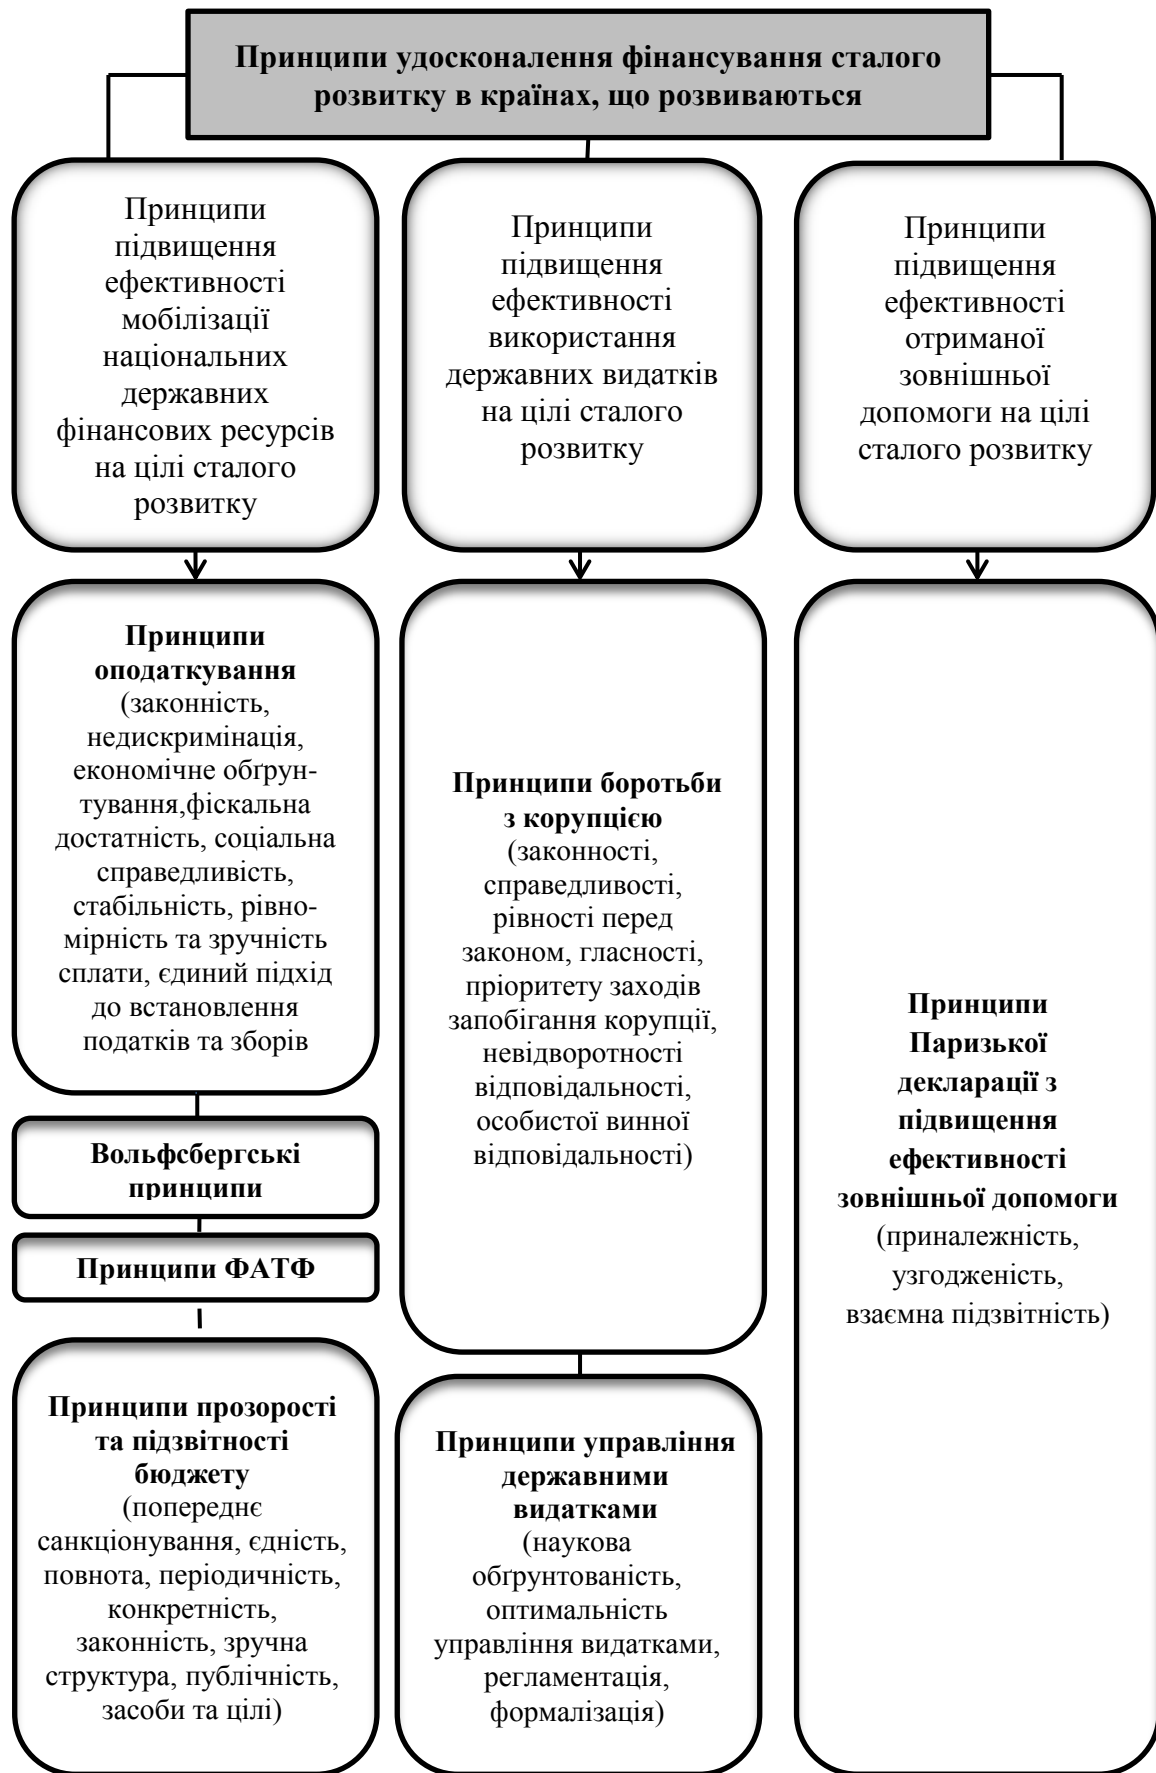 Принципи удосконалення фінансування сталого
розвитку в країнах, що розвиваються
Принципи
підвищення
ефективності
мобілізації
національних
державних
фінансових ресурсів
на цілі сталого
розвитку
Принципи
підвищення
ефективності
використання
державних видатків
на цілі сталого
розвитку
Принципи
підвищення
ефективності
отриманої
зовнішньої
допомоги на цілі
сталого розвитку
Принципи
оподаткування
(законність,
недискримінація,
економічне обґрун-
тування,фіскальна
достатність, соціальна
справедливість,
стабільність, рівно-
мірність та зручність
сплати, єдиний підхід
до встановлення
податків та зборів
Вольфсбергські
принципи
Принципи ФАТФ
Принципи прозорості
та підзвітності
бюджету
(попереднє
санкціонування, єдність,
повнота, періодичність,
конкретність,
законність, зручна
структура, публічність,
засоби та цілі)
Принципи боротьби
з корупцією
(законності,
справедливості,
рівності перед
законом, гласності,
пріоритету заходів
запобігання корупції,
невідворотності
відповідальності,
особистої винної
відповідальності)
Принципи управління
державними
видатками
(наукова
обґрунтованість,
оптимальність
управління видатками,
регламентація,
формалізація)
Принципи
Паризької
декларації з
підвищення
ефективності
зовнішньої допомоги
(приналежність,
узгодженість,
взаємна підзвітність)